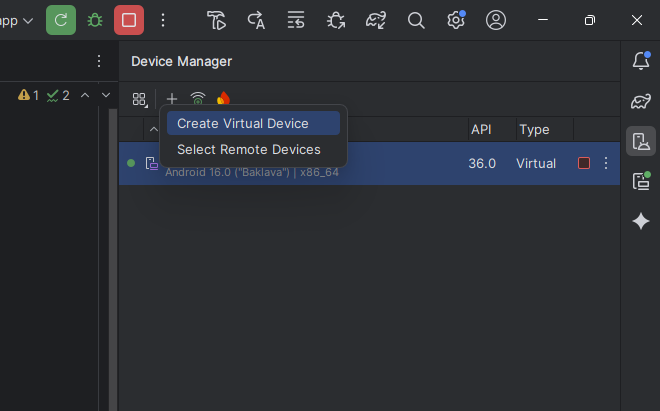 app
Device Manager
1 2
Create Virtual Device
API Type
Select Remote Devices
36.0 Virtual
Android 16.0 ("Baklava") | x86_64